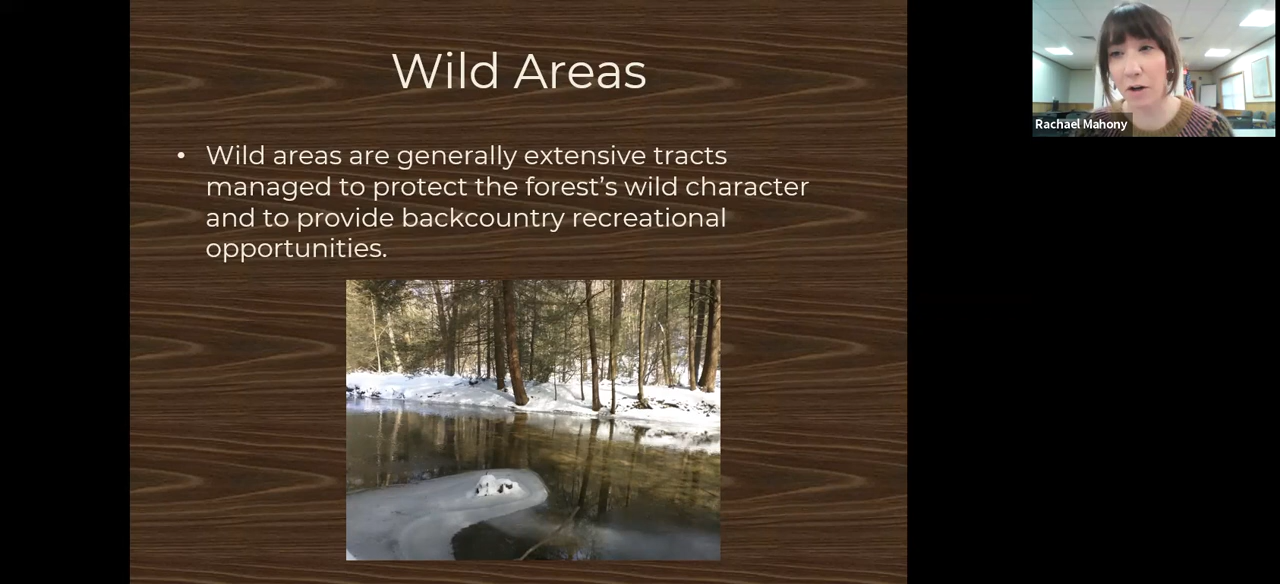 Wild Areas
• Wild areas are generally extensive tracts
managed to protect the forest’s wild character
and to provide backcountry recreational
opportunities.
Rachael Mahony